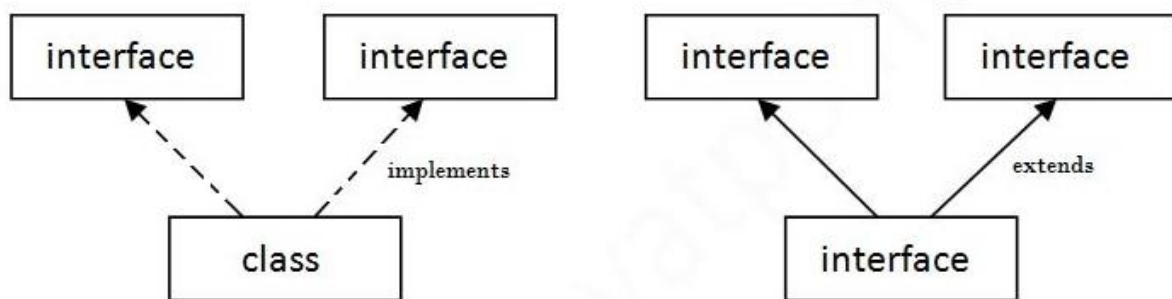 interface interface interface interface
implements extends
class interface